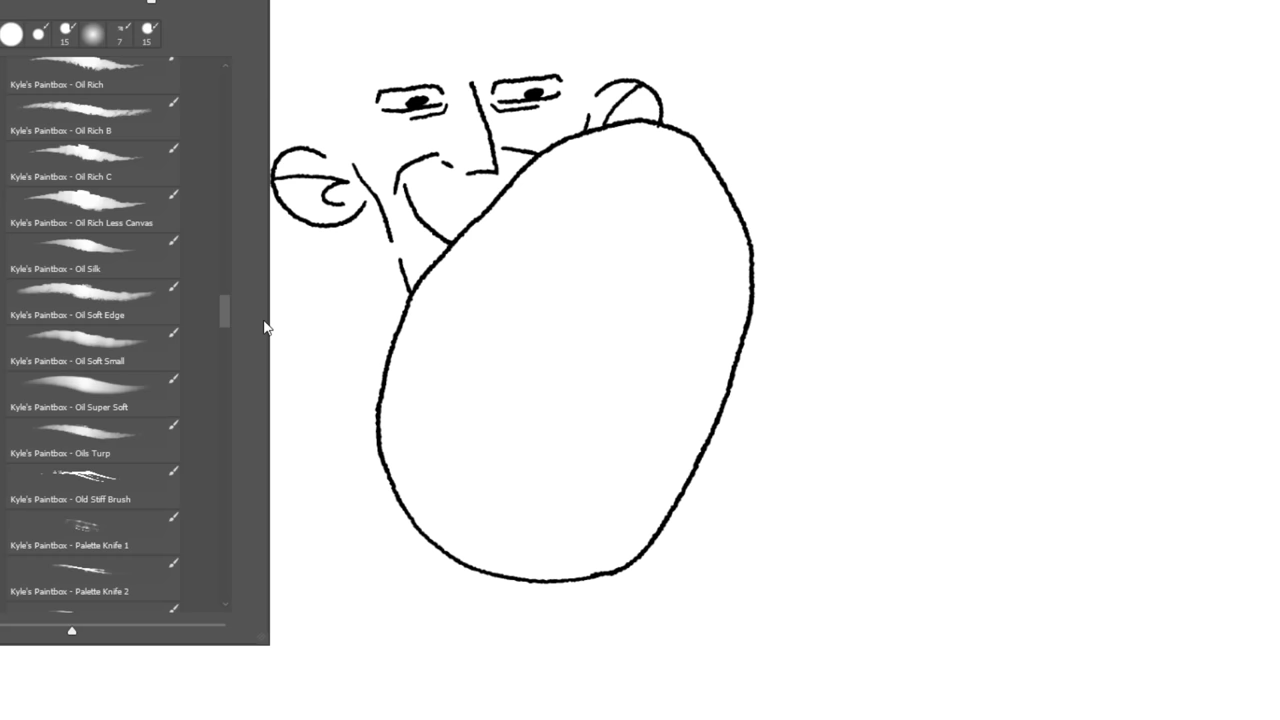 15
7
15
Kyle's Paintbox - Oil Rich
Kyle's Paintbox - Oil Rich B
Kyle's Paintbox - Oil Rich C
Kyle's Paintbox - Oil Rich Less Canvas
Kyle's Paintbox - Oil Silk
Kyle's Paintbox - Oil Soft Edge
Kyle's Paintbox - Oil Soft Small
Kyle's Paintbox - Oil Super Soft
Kyle's Paintbox - Oils Turp
Kyle's Paintbox - Old Stiff Brush
Kyle's Paintbox - Palette Knife 1
Kyle's Paintbox - Palette Knife 2